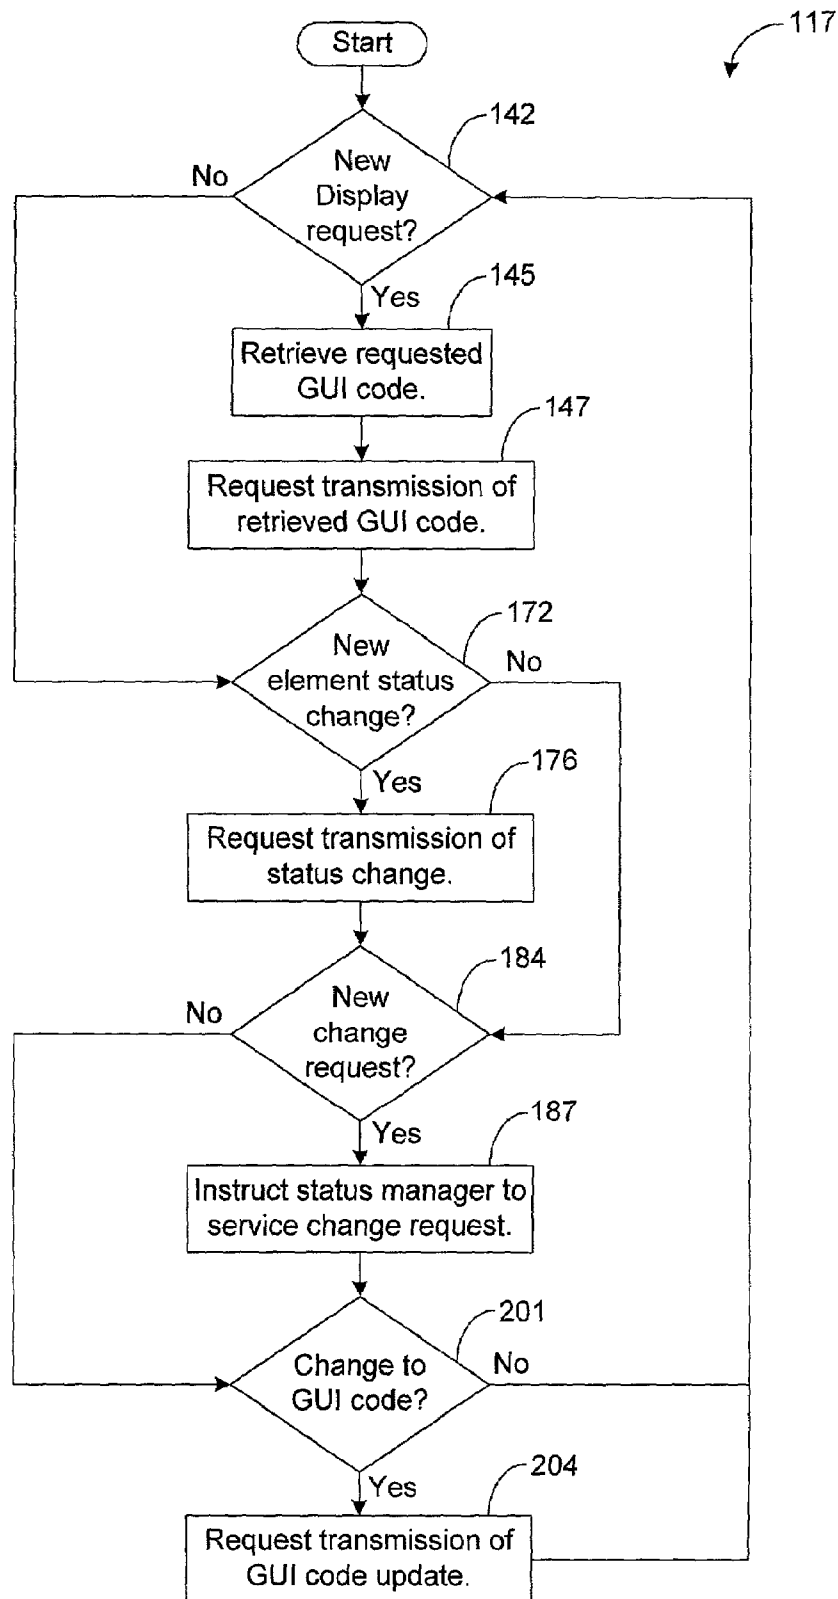 117
Start
142
New
Display
request?
No
Yes
145
Retrieve requested
GUI code.
147
Request transmission of
retrieved GUI code.
172
New
element status
change?
No
Yes
176
Request transmission of
status change.
184
New
change
request?
No
Yes
187
Instruct status manager to
service change request.
201
Change to
GUI code?
No
Yes
204
Request transmission of
GUI code update.